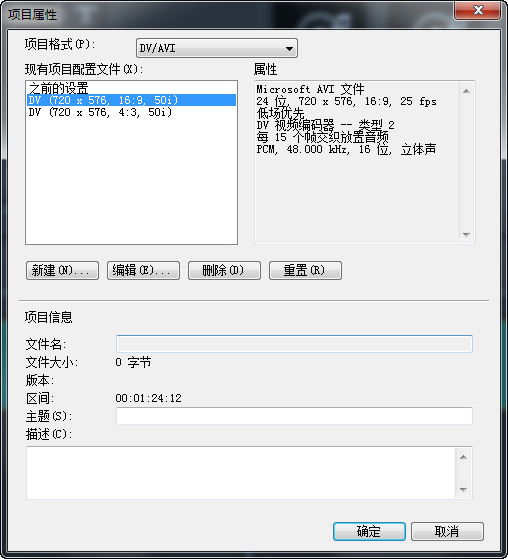 项目属性
项目格式(P):
DV/AVI
现有项目配置文件(X):
属性
之前的设置
DV (720 x 576, 16:9, 50i)
DV (720 x 576, 4:3, 50i)
Microsoft AVI 文件
24 位, 720 x 576, 16:9, 25 fps
低场优先
DV 视频编码器 -- 类型 2
每 15 个帧交织放置音频
PCM, 48.000 kHz, 16 位, 立体声
新建(N)...
编辑(E)...
删除(D)
重置(R)
项目信息
文件名:
文件大小: 0 字节
版本:
区间: 00:01:24:12
主题(S):
描述(C):
确定
取消